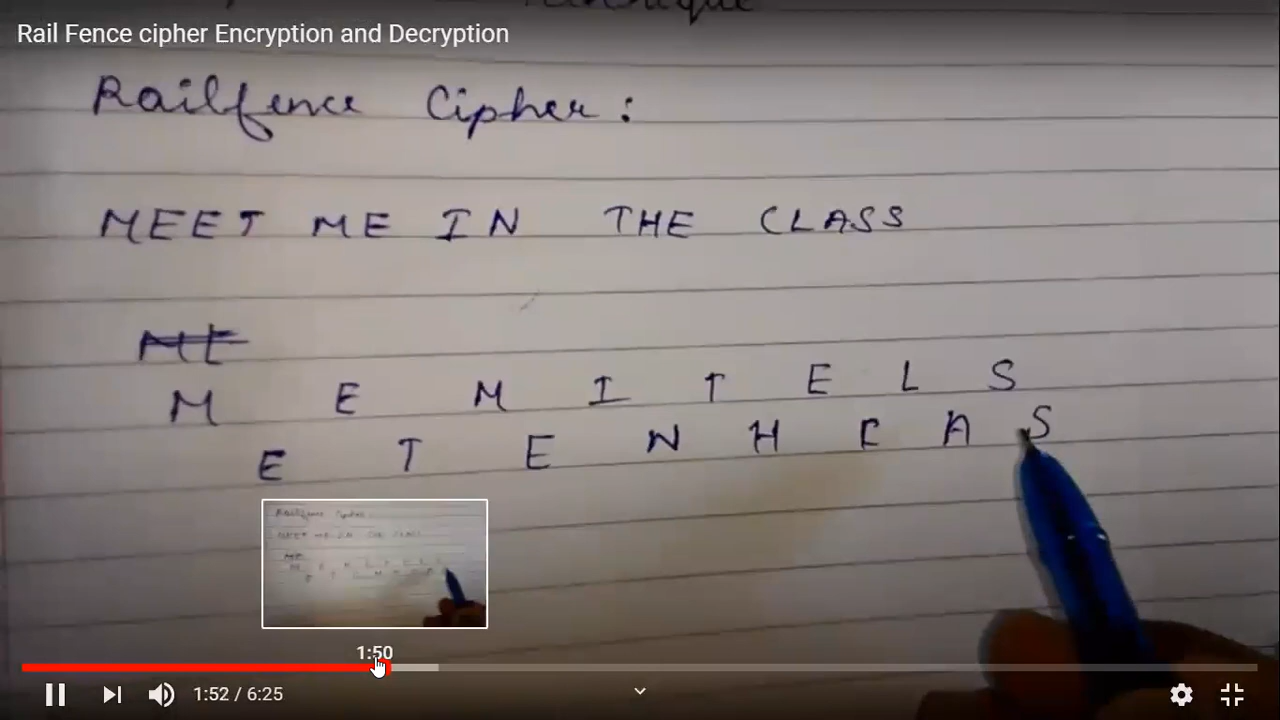 Rail Fence cipher Encryption and Decryption
Railfence Cipher:
MEET ME IN THE CLASS
ME
M E M I T E L S
E T E N H C A S
1:50
1:52 / 6:25